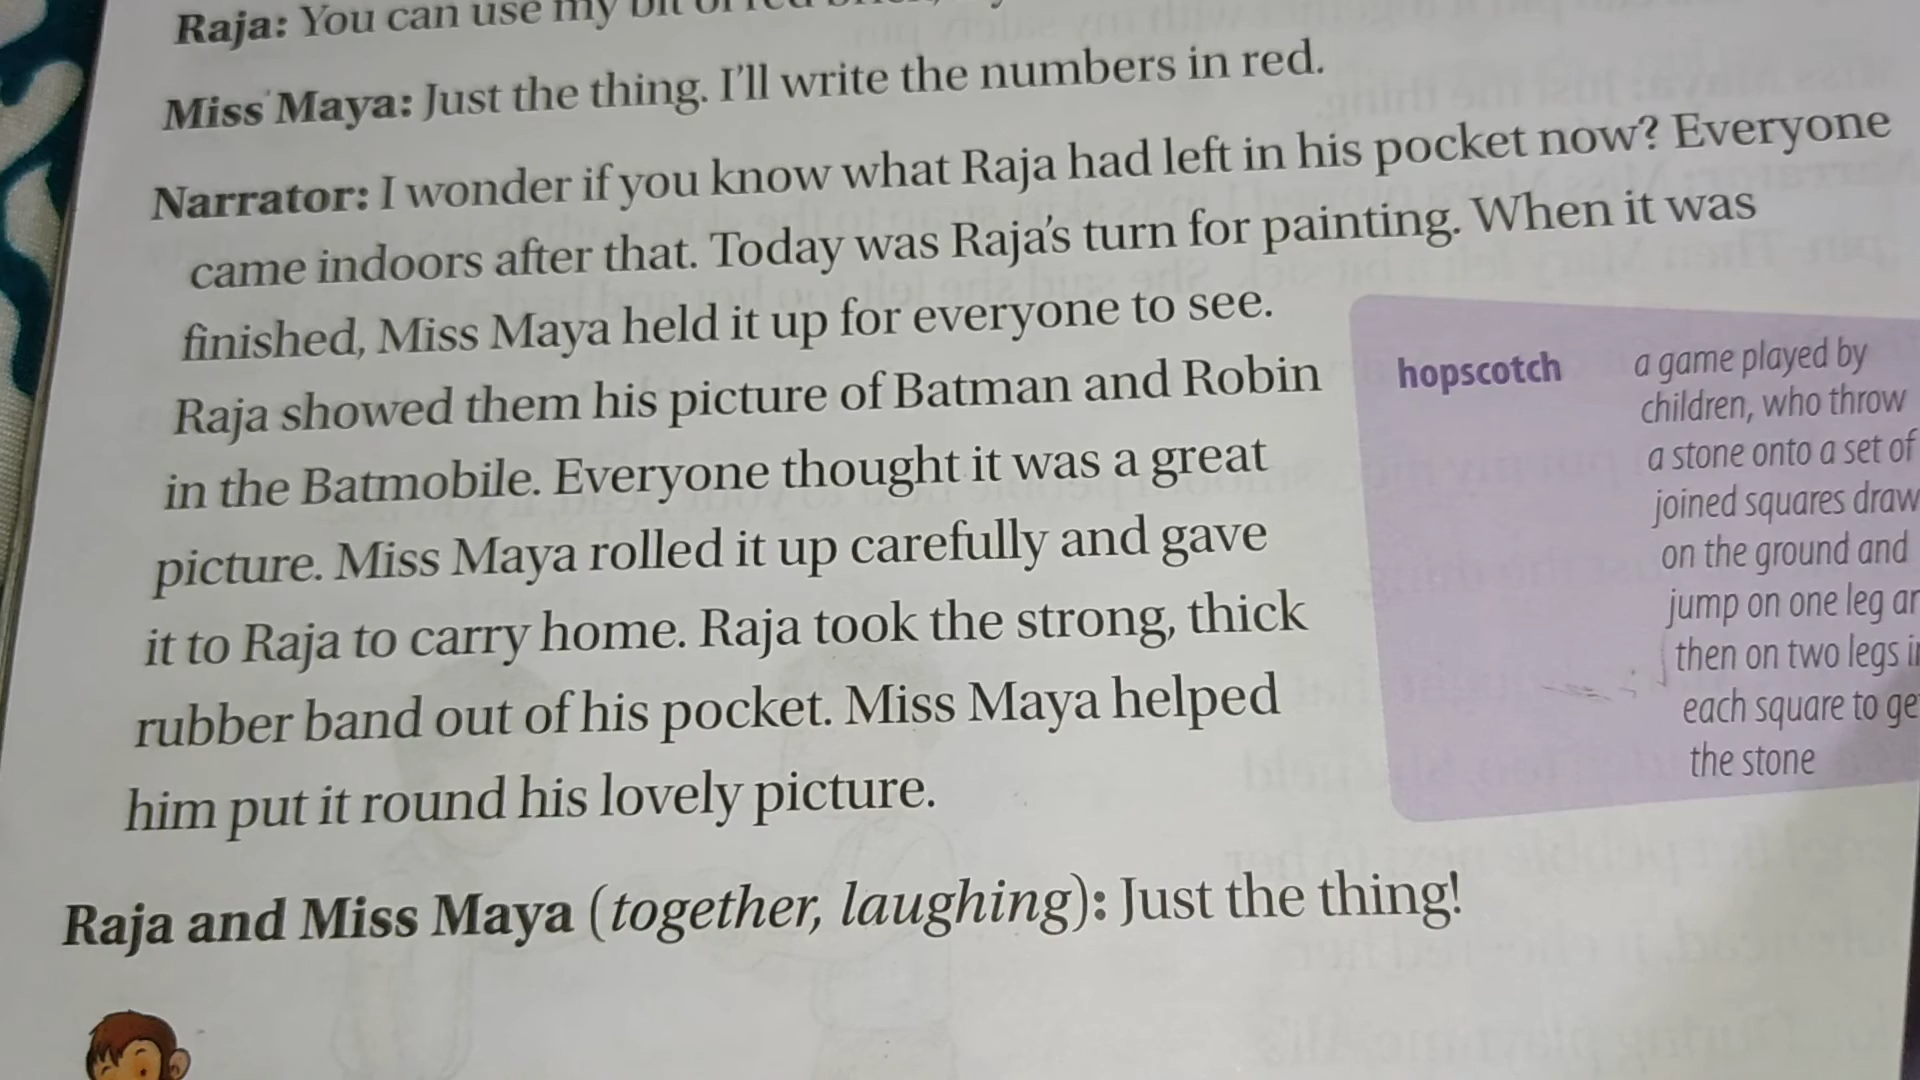 Raja: You can use my bit of red
Miss Maya: Just the thing. I'll write the numbers in red.
Narrator: I wonder if you know what Raja had left in his pocket now? Everyone
came indoors after that. Today was Raja's turn for painting. When it was
finished, Miss Maya held it up for everyone to see.
Raja showed them his picture of Batman and Robin
in the Batmobile. Everyone thought it was a great
picture. Miss Maya rolled it up carefully and gave
it to Raja to carry home. Raja took the strong, thick
rubber band out of his pocket. Miss Maya helped
him put it round his lovely picture.
Raja and Miss Maya (together, laughing): Just the thing!
hopscotch a game played by
children, who throw
a stone onto a set of
joined squares draw
on the ground and
jump on one leg
then on two legs
each square to
the stone